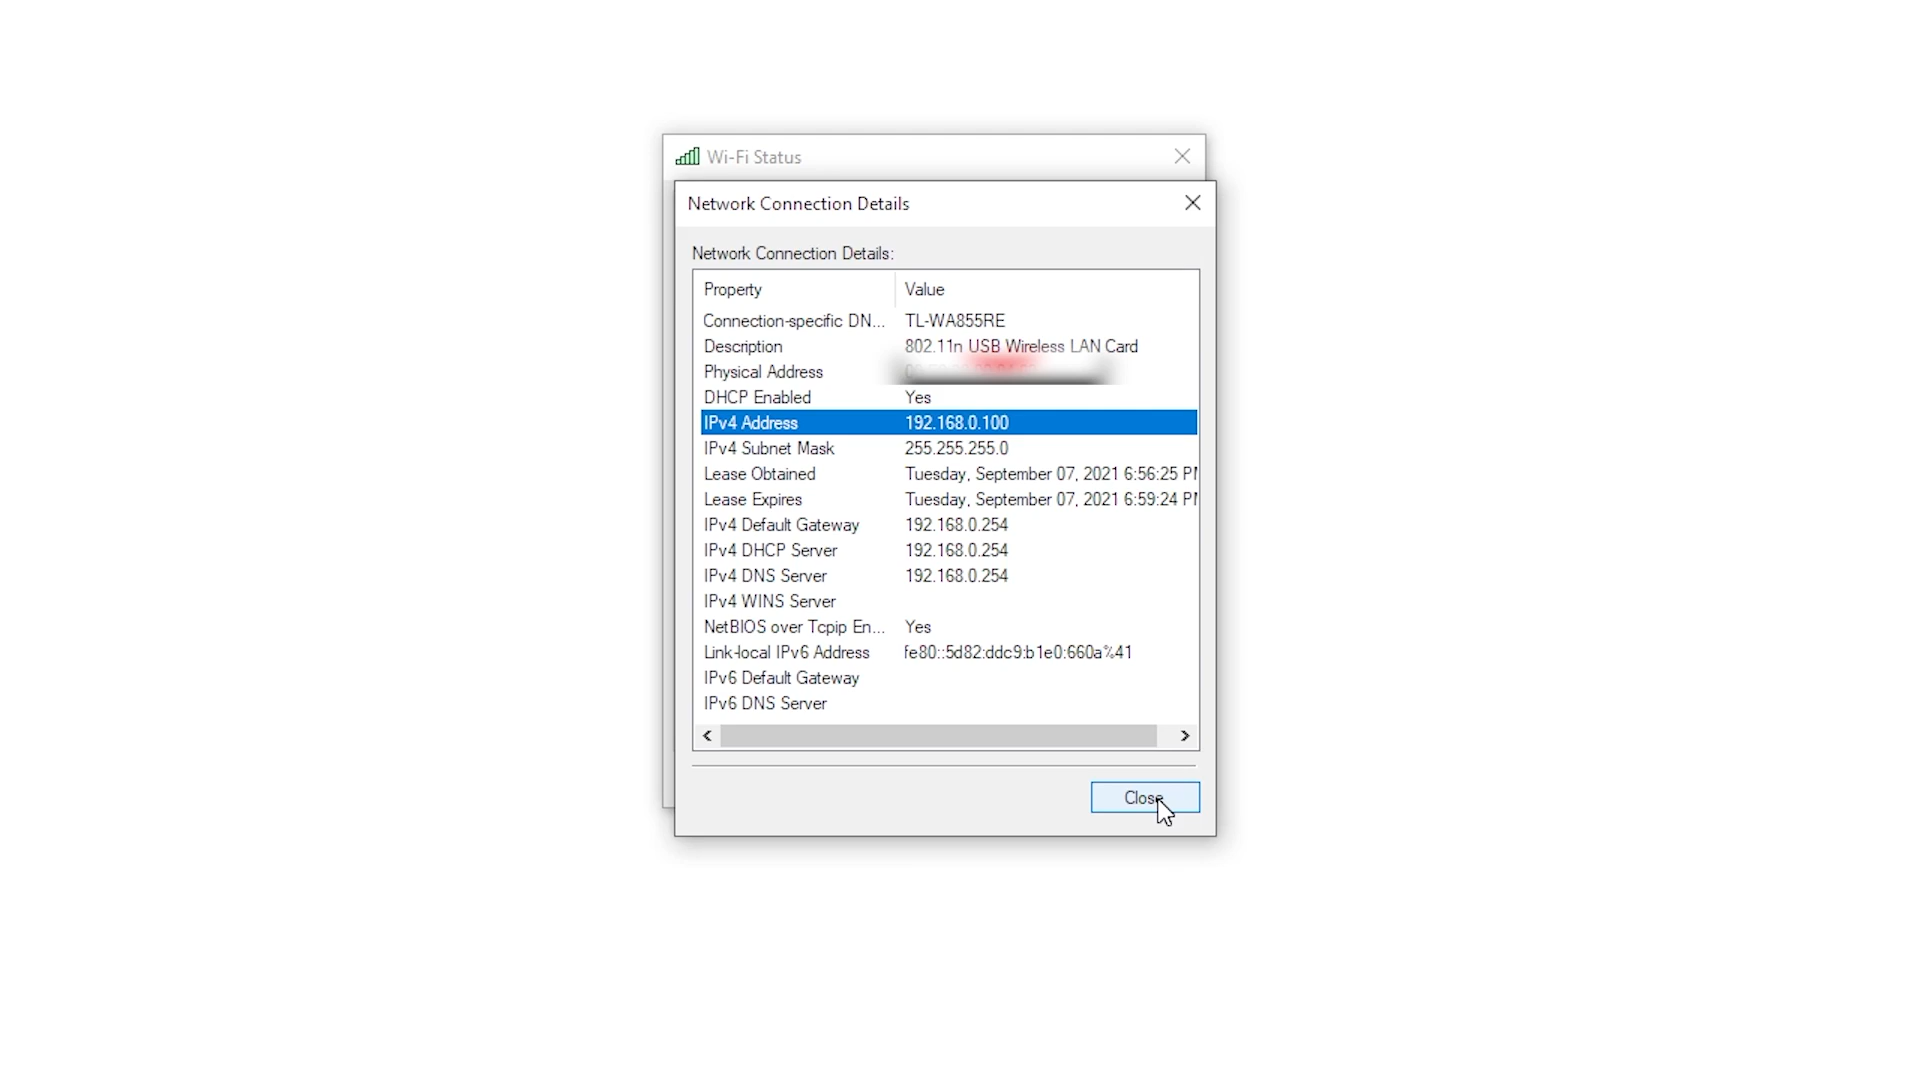 Wi-Fi Status
Network Connection Details
Network Connection Details:
Property Value
Connection-specific DN... TL-WA855RE
Description 802.11n USB Wireless LAN Card
Physical Address
DHCP Enabled Yes
IPv4 Address 192.168.0.100
IPv4 Subnet Mask 255.255.255.0
Lease Obtained Tuesday, September 07, 2021 6:56:25 PM
Lease Expires Tuesday, September 07, 2021 6:59:24 PM
IPv4 Default Gateway 192.168.0.254
IPv4 DHCP Server 192.168.0.254
IPv4 DNS Server 192.168.0.254
IPv4 WINS Server
NetBIOS over Tcpip En... Yes
Link-local IPv6 Address fe80::5d82:ddc9:b1e0:660a%41
IPv6 Default Gateway
IPv6 DNS Server
Close